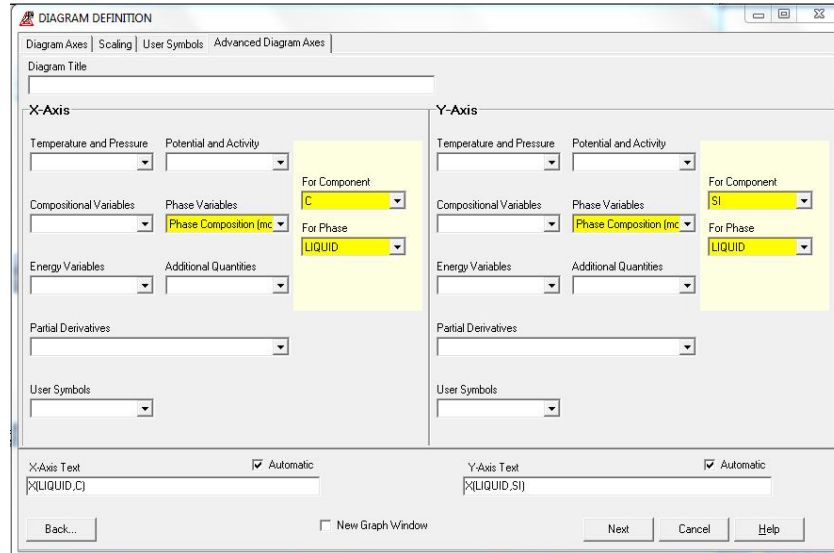 DIAGRAM DEFINITION
Diagram Axes Scaling User Symbols Advanced Diagram Axes
Diagram Title
X-Axis
Temperature and Pressure Potential and Activity
For Component
C
Compositional Variables Phase Variables
Phase Composition (mo
For Phase
LIQUID
Energy Variables Additional Quantities
Partial Derivatives
User Symbols
Y-Axis
Temperature and Pressure Potential and Activity
For Component
SI
Compositional Variables Phase Variables
Phase Composition (mo
For Phase
LIQUID
Energy Variables Additional Quantities
Partial Derivatives
User Symbols
X-Axis Text Automatic
X(LIQUID,C)
Y-Axis Text Automatic
X(LIQUID,SI)
Back... New Graph Window Next Cancel Help